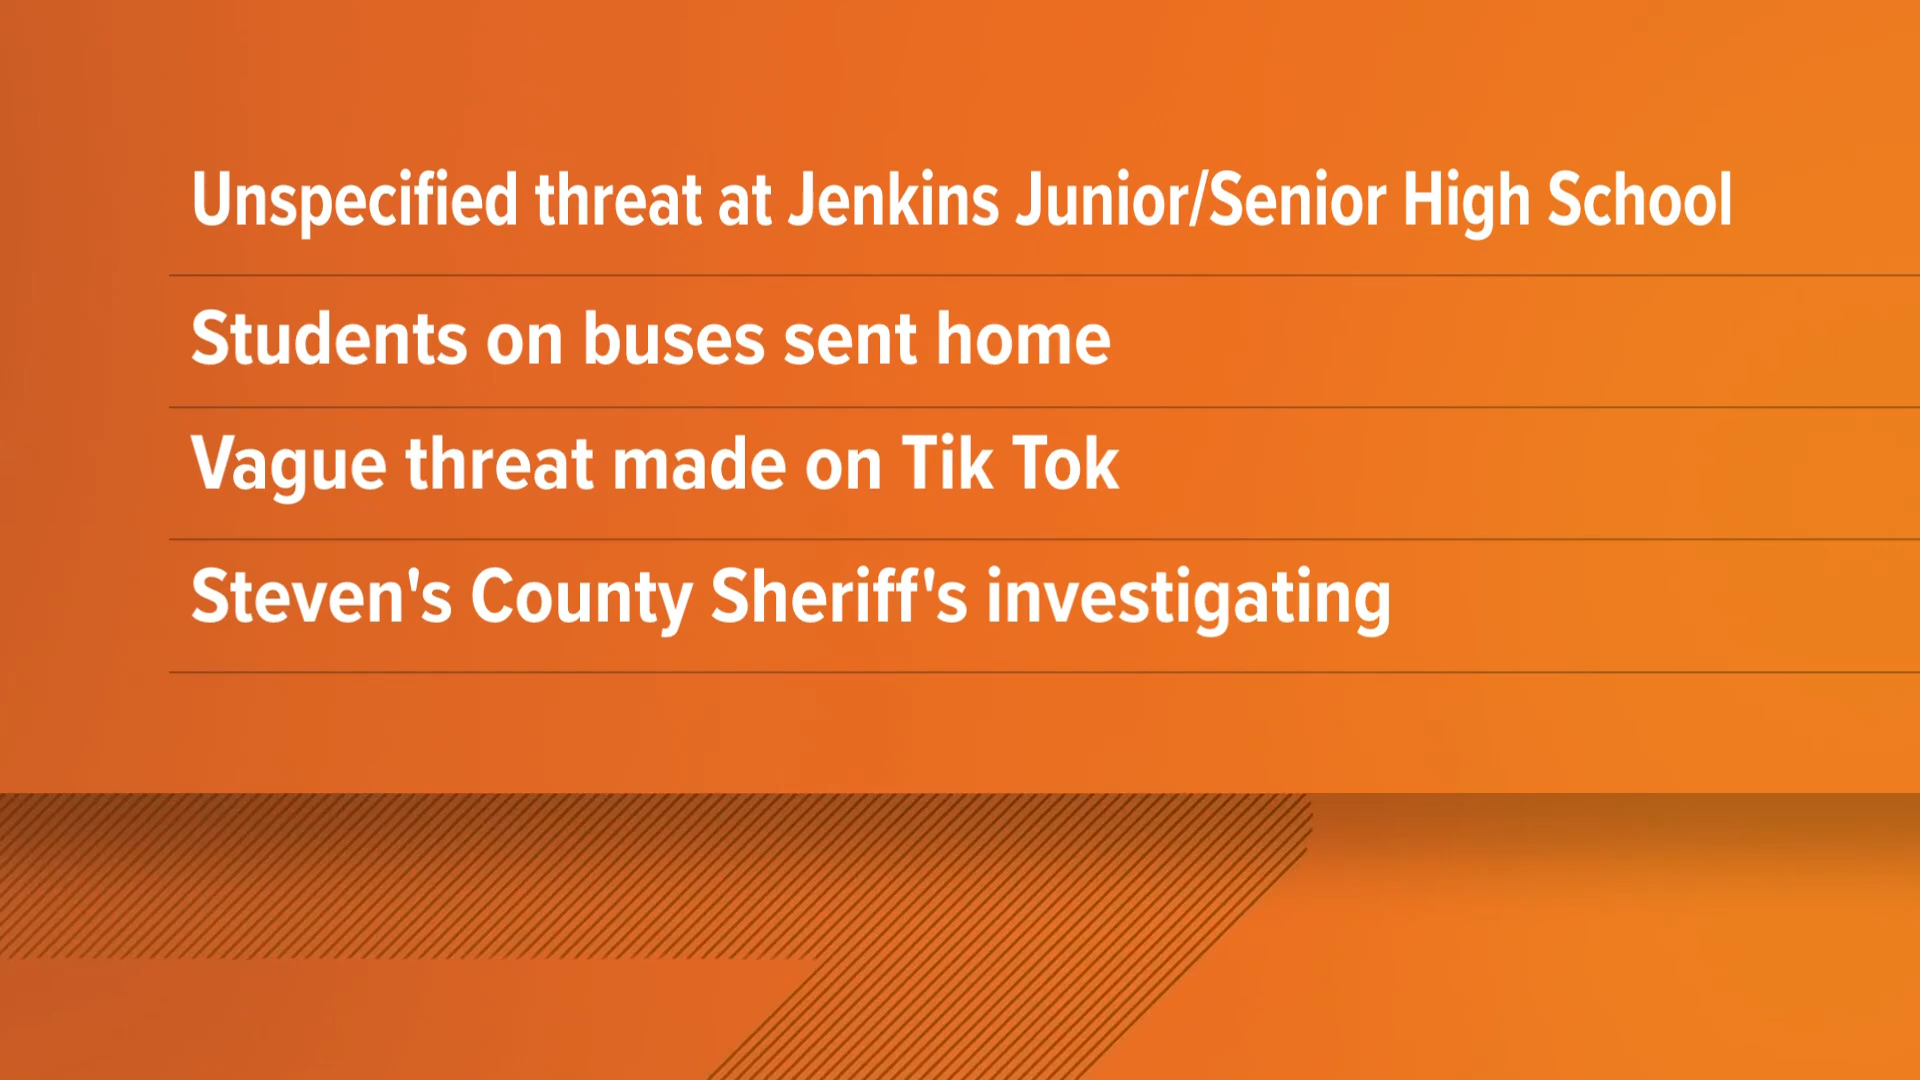 Unspecified threat at Jenkins Junior/Senior High School
Students on buses sent home
Vague threat made on Tik Tok
Steven's County Sheriff's investigating